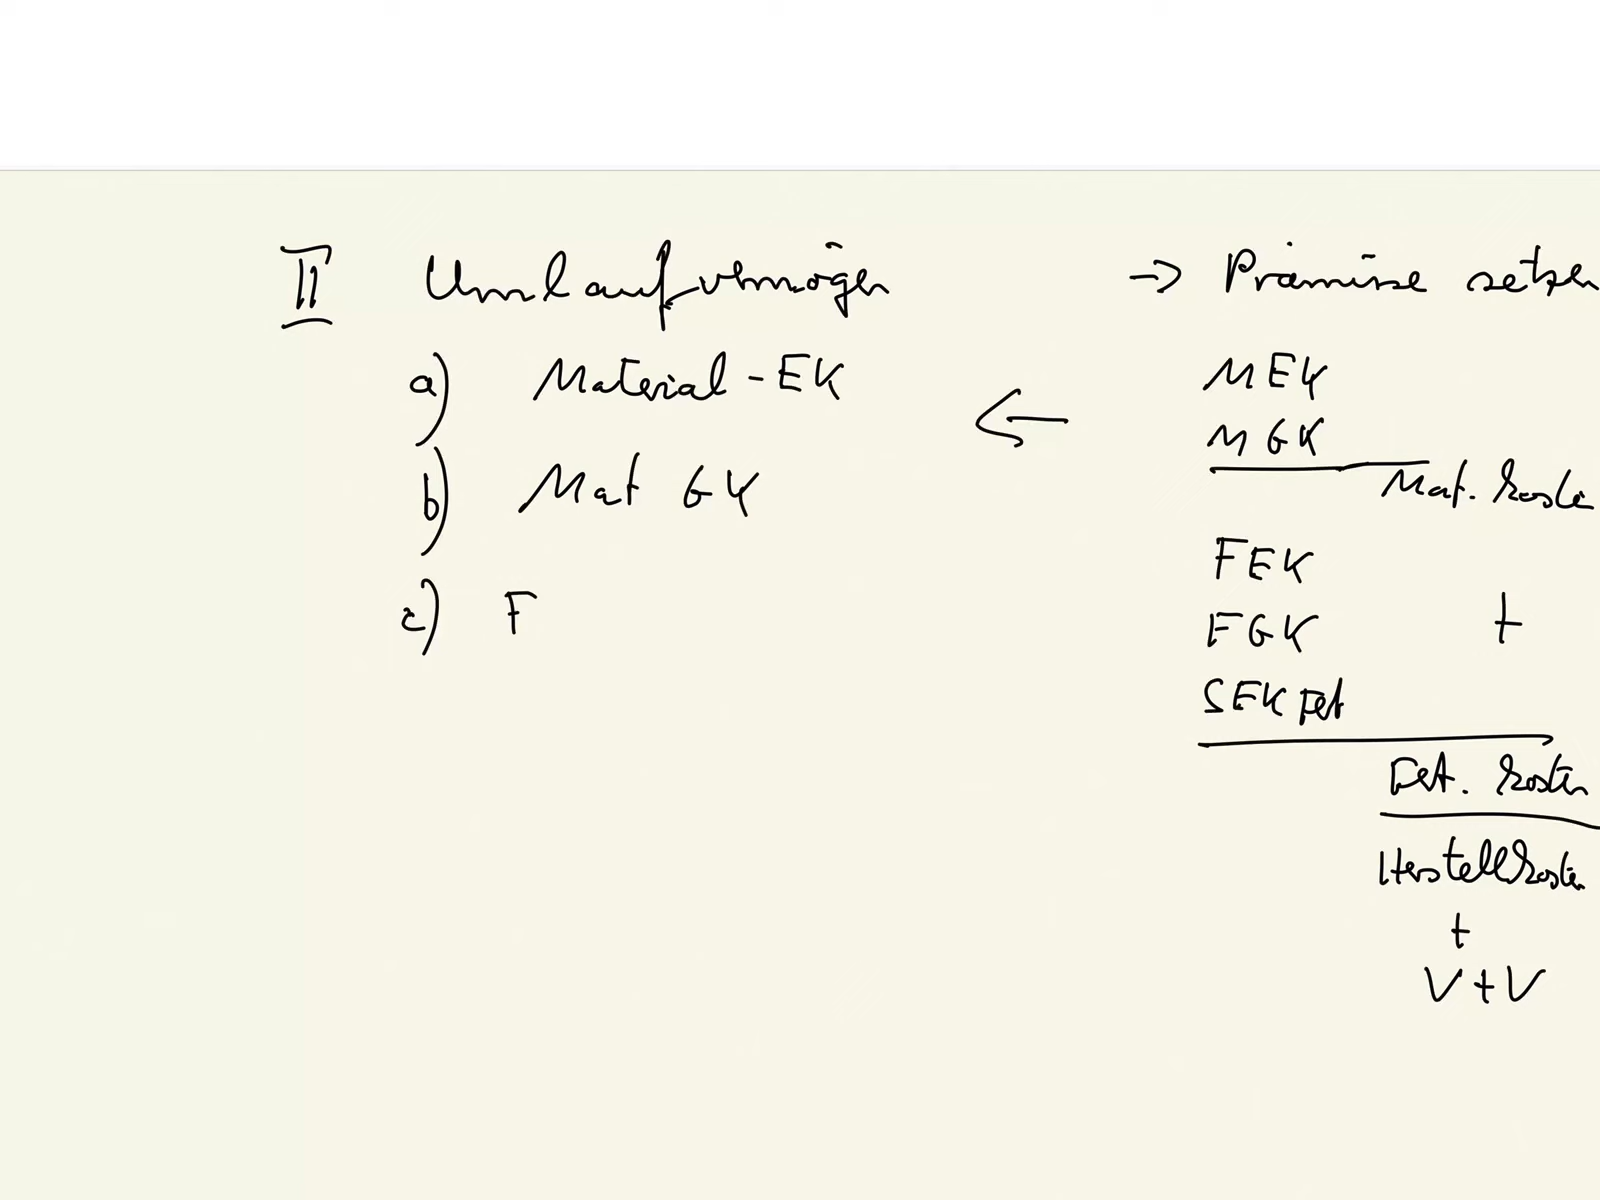 II Umlaufvermögen → Prämisse setzen
a) Material-EK
b) Mat GK
c) F
←
MEK
MGK
Mat. Kosten
FEK
FGK +
SEK Fert
Fert. Kosten
Herstellkosten
+
V+V